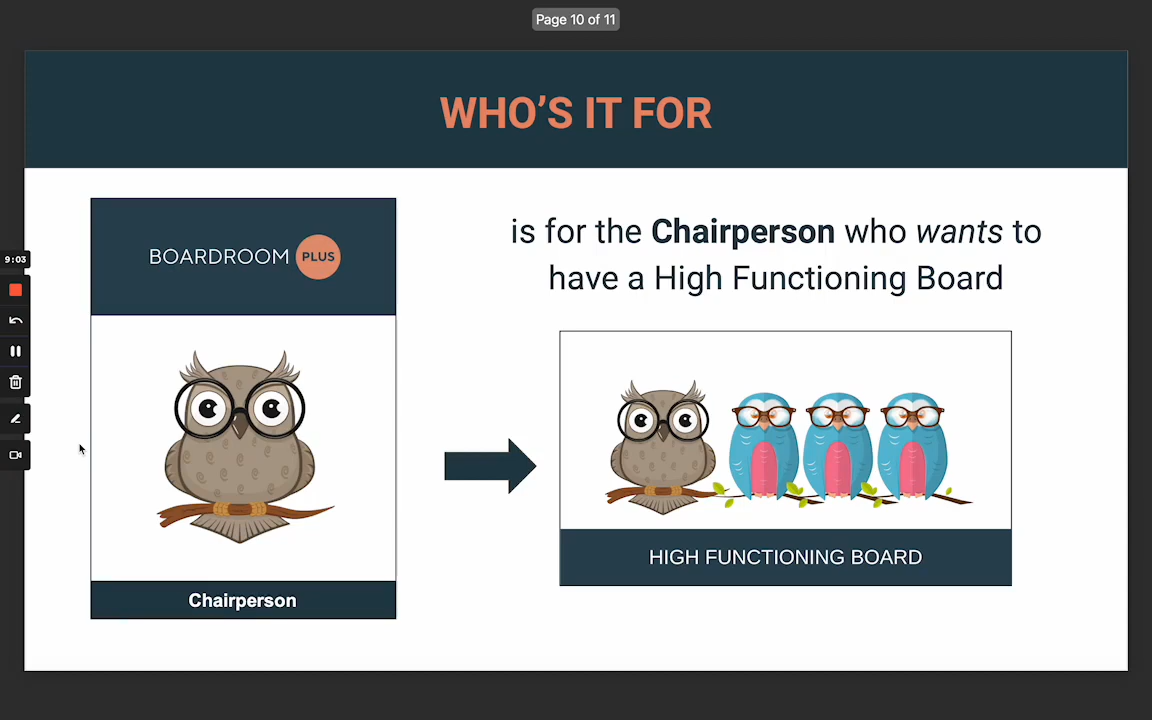 Page 10 of 11
WHO’S IT FOR
BOARDROOM PLUS
is for the Chairperson who wants to
have a High Functioning Board
9:03
HIGH FUNCTIONING BOARD
Chairperson